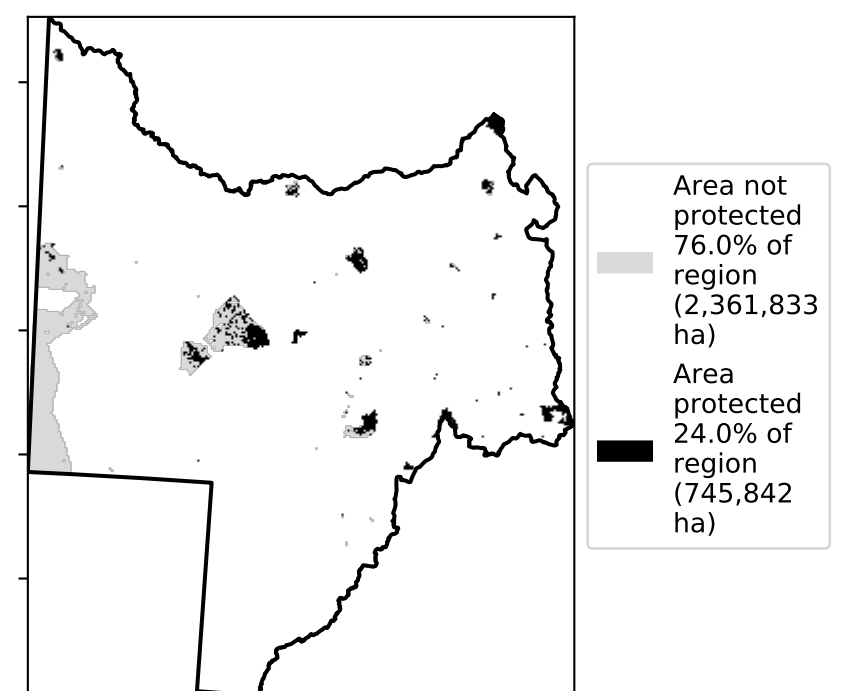 Area not
protected
76.0% of
region
(2,361,833
ha)
Area
protected
24.0% of
region
(745,842
ha)